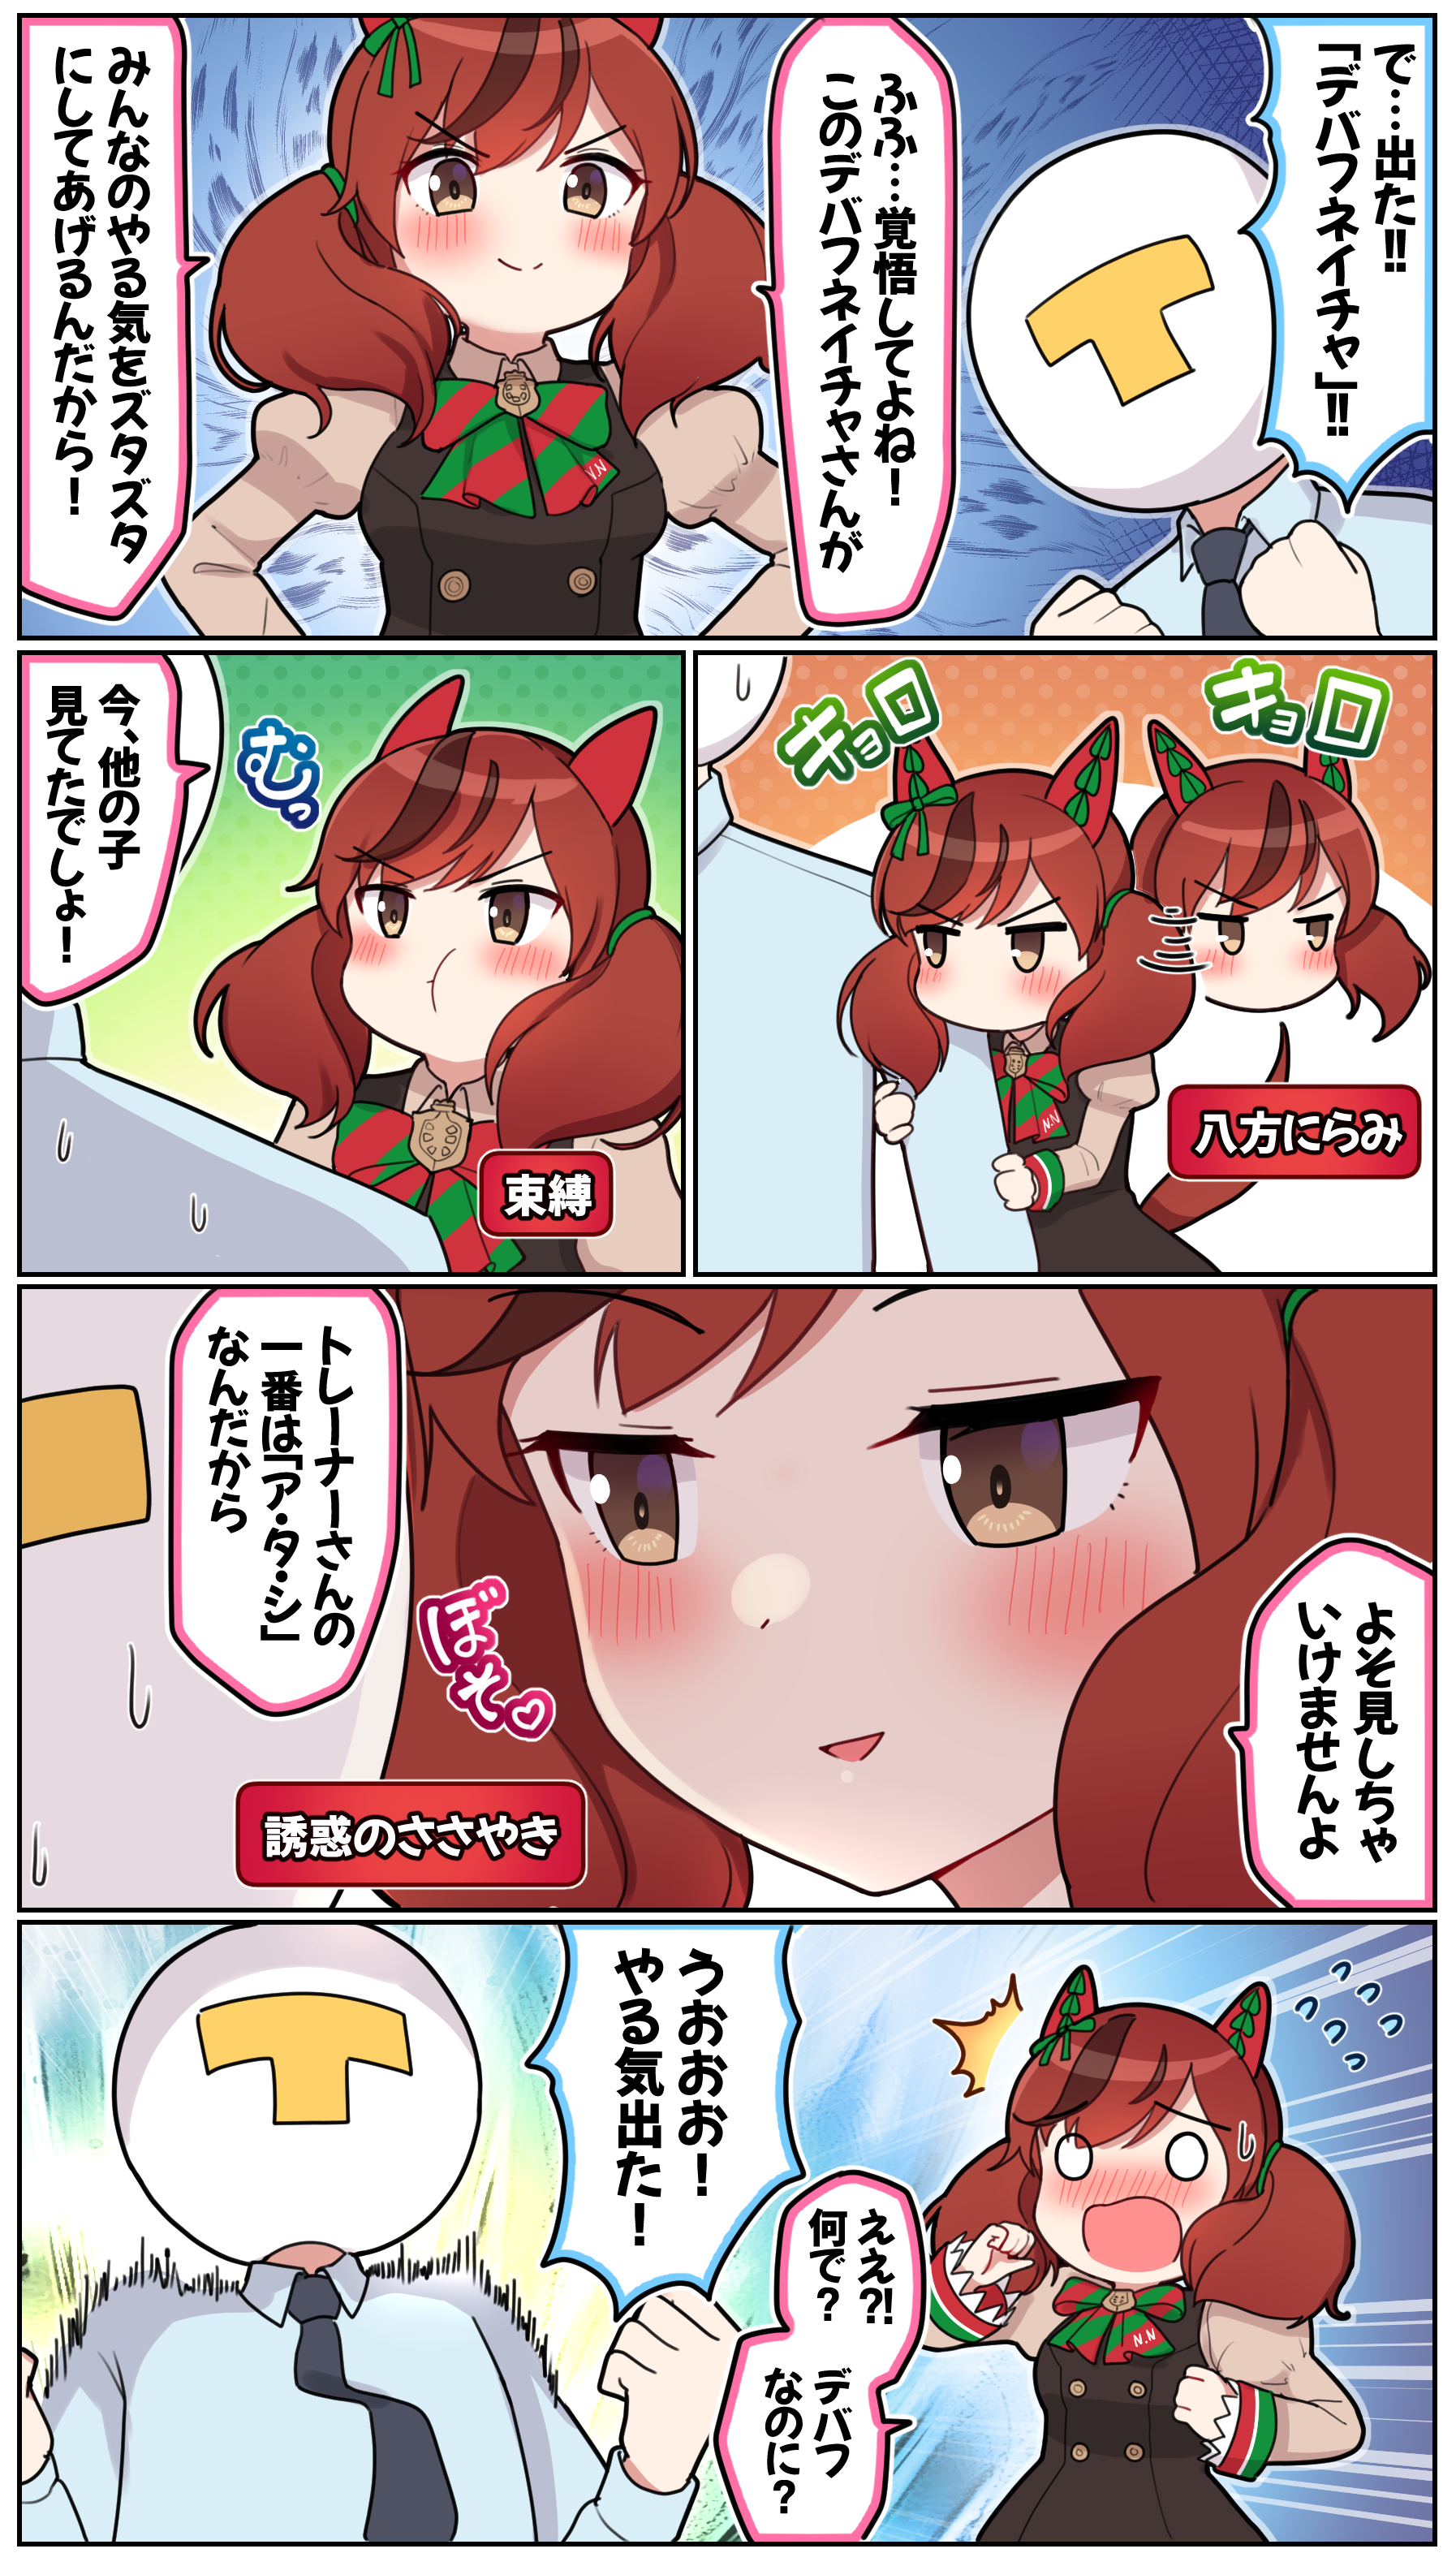 で…出た!!
「デバフネイチャ」!!
ふふ…覚悟してよね！
このデバフネイチャさんが
みんなのやる気をズタズタ
にしてあげるんだから！
N.N
キョロ
キョロ
N.N
八方にらみ
むっ
今、他の子
見てたでしょ！
束縛
よそ見しちゃ
いけませんよ
トレーナーさんの
一番は「ア・タ・シ」
なんだから
ぼそ♡
誘惑のささやき
うおおお！
やる気出た！
ええ?!
何で？
デバフ
なのに？
N.N
T